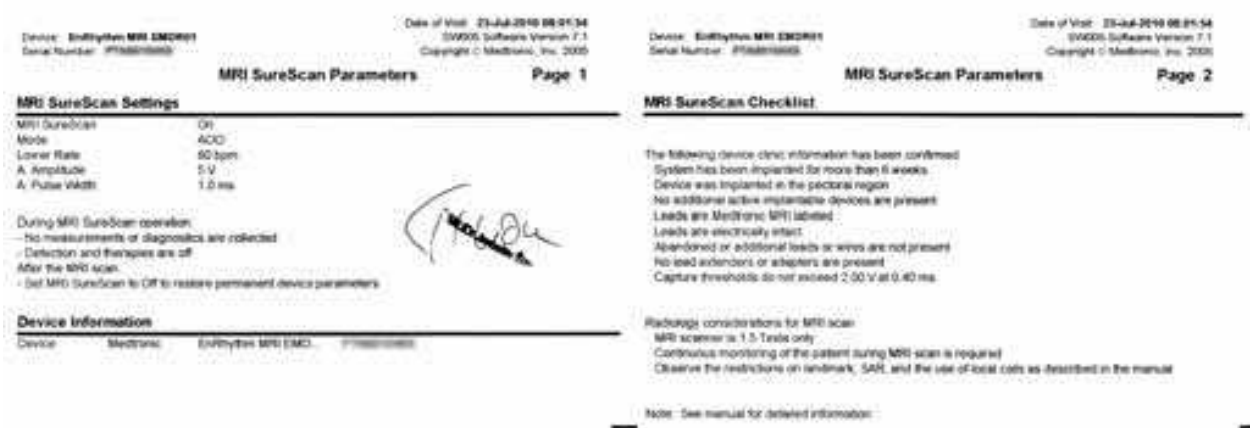 Device: EnRhythm MRI EMDR01
Serial Number:
Date of Visit: 23-Jul-2010 08:01:54
Software Version 7.1
Copyright © Medtronic, Inc. 2005
MRI SureScan Parameters Page 1
MRI SureScan Settings
MRI SureScan On
Mode AOO
Lower Rate 60 bpm
A. Amplitude 5 V
A. Pulse Width 1.0 ms
During MRI SureScan operation:
- No measurements or diagnostics are collected
- Detection and therapies are off
After the MRI scan:
- Set MRI SureScan to Off to restore permanent device parameters
Device Information
Device Medtronic EnRhythm MRI EMD...
Device: EnRhythm MRI EMDR01
Serial Number:
Date of Visit: 23-Jul-2010 08:01:54
Software Version 7.1
Copyright © Medtronic, Inc. 2005
MRI SureScan Parameters Page 2
MRI SureScan Checklist
The following device clinic information has been confirmed
System has been implanted for more than 6 weeks
Device was implanted in the pectoral region
No additional active implantable devices are present
Leads are Medtronic MRI labeled
Leads are electrically intact
Abandoned or additional leads or wires are not present
No lead extenders or adapters are present
Capture thresholds do not exceed 2.00 V at 0.40 ms
Radiology considerations for MRI scan
MRI scanner is 1.5 Tesla only
Continuous monitoring of the patient during MRI scan is required
Observe the restrictions on landmark, SAR, and the use of local coils as described in the manual
Note: See manual for detailed information